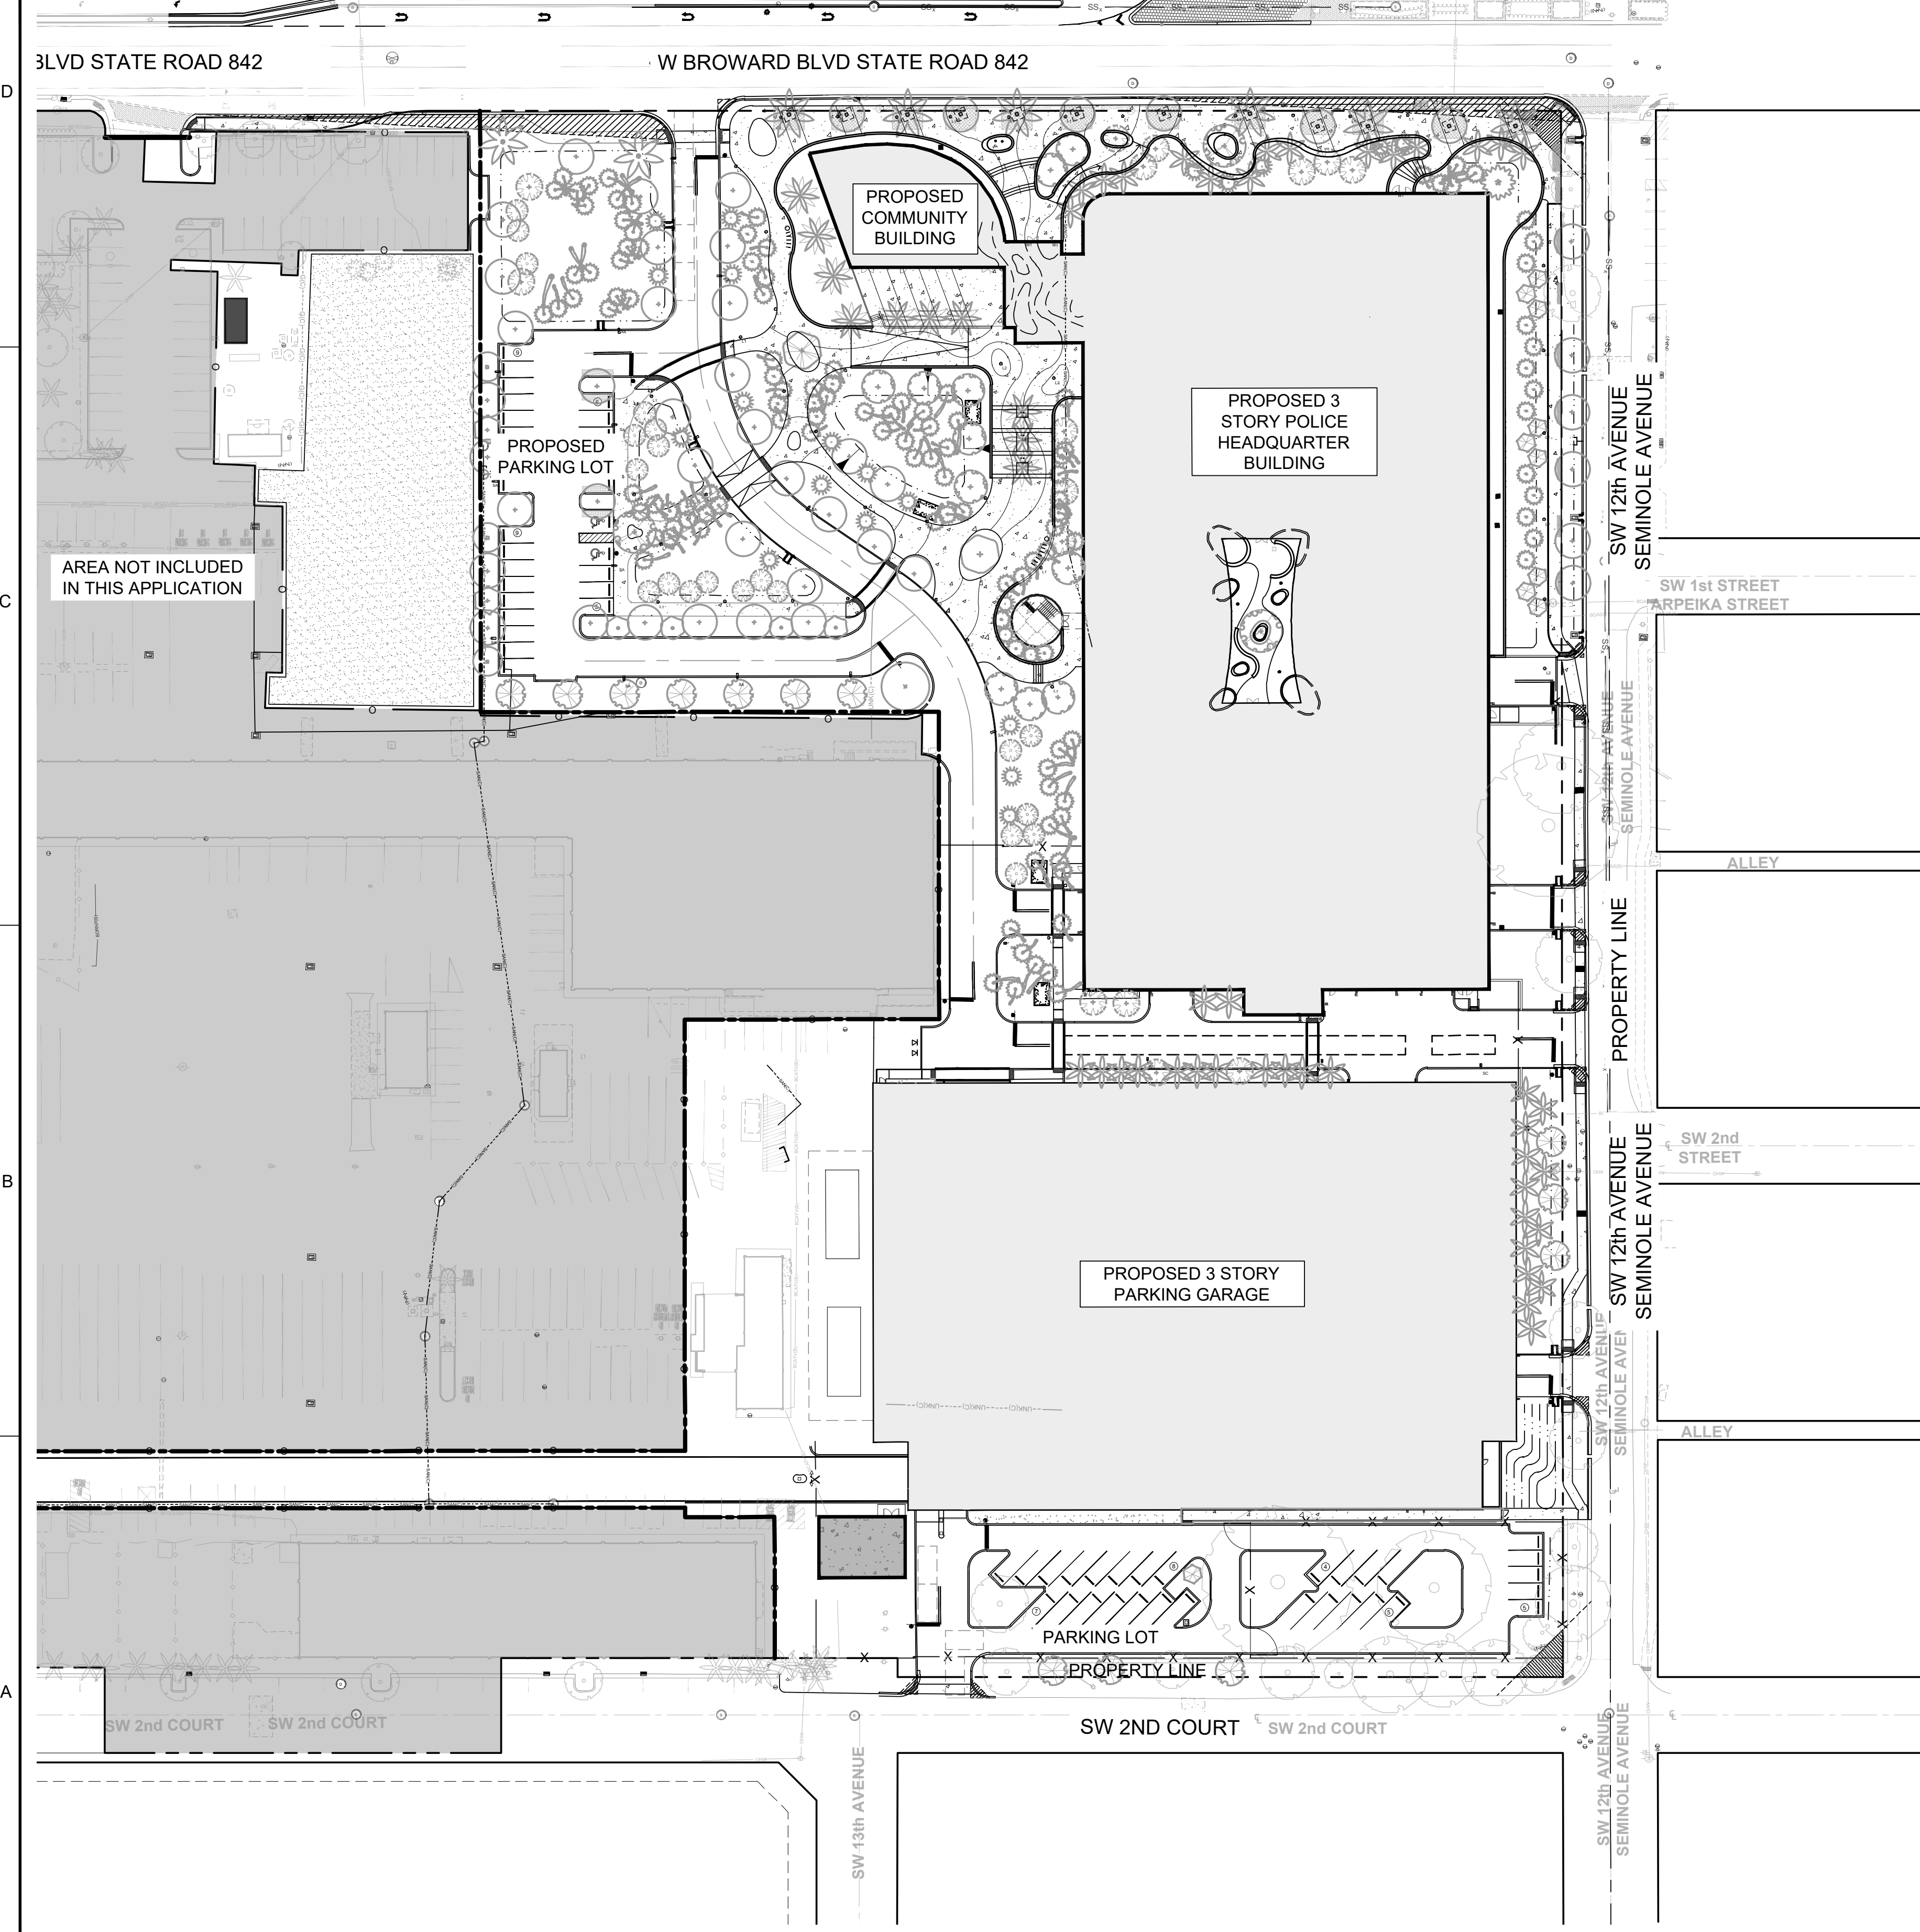 BLVD STATE ROAD 842
W BROWARD BLVD STATE ROAD 842
D
PROPOSED
COMMUNITY
BUILDING
PROPOSED 3
STORY POLICE
HEADQUARTER
BUILDING
SW 12th AVENUE
SEMINOLE AVENUE
PROPOSED
PARKING LOT
AREA NOT INCLUDED
IN THIS APPLICATION
C
SW 1st STREET
ARPEIKA STREET
SW 12th AVENUE
SEMINOLE AVENUE
ALLEY
PROPERTY LINE
SW 2nd
STREET
SW 12th AVENUE
SEMINOLE AVENUE
B
PROPOSED 3 STORY
PARKING GARAGE
SW 12th AVENUE
SEMINOLE AVEN
ALLEY
PARKING LOT
PROPERTY LINE
A
SW 2nd COURT
SW 2nd COURT
SW 2ND COURT
SW 2nd COURT
SW 13th AVENUE
SW 12th AVENUE
SEMINOLE AVENUE